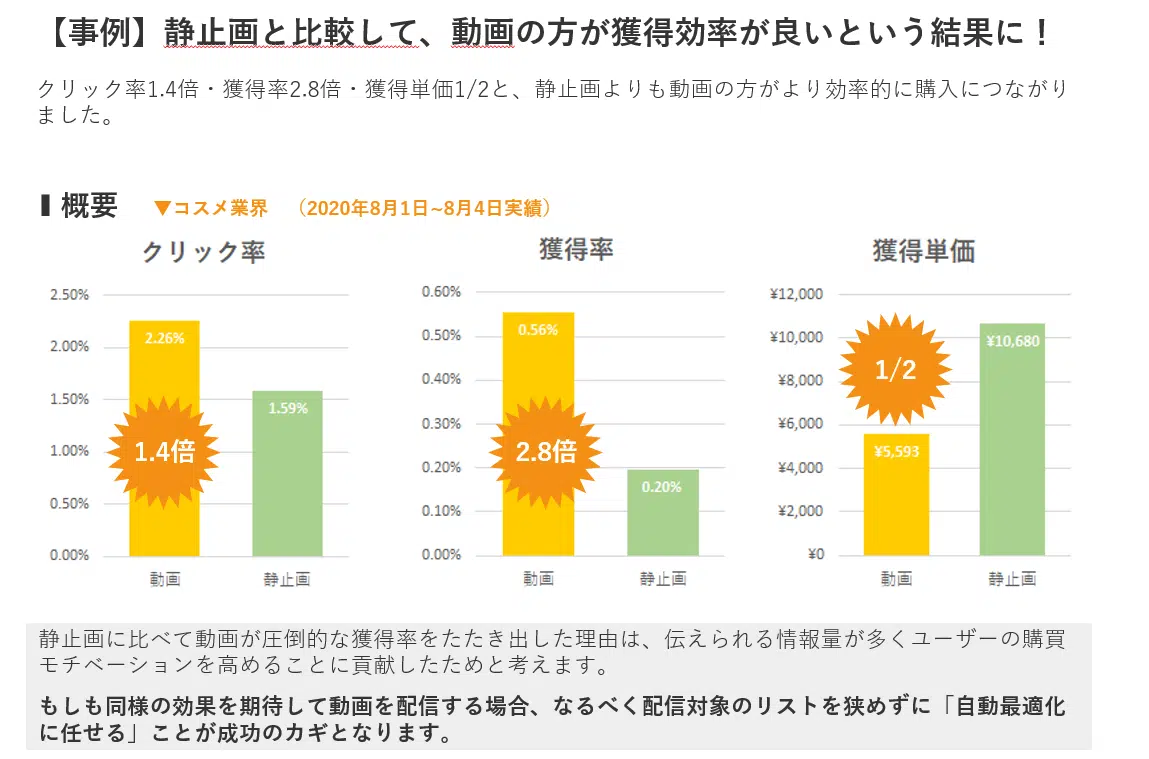 【事例】静止画と比較して、動画の方が獲得効率が良いという結果に！
クリック率1.4倍・獲得率2.8倍・獲得単価1/2と、静止画よりも動画の方がより効率的に購入につながり
ました。
▌概要　▼コスメ業界　（2020年8月1日~8月4日実績）
クリック率
2.50%
2.00%
1.50%
1.00%
0.50%
0.00%
2.26%
1.59%
1.4倍
動画
静止画
獲得率
0.60%
0.50%
0.40%
0.30%
0.20%
0.10%
0.00%
0.56%
0.20%
2.8倍
動画
静止画
獲得単価
¥12,000
¥10,000
¥8,000
¥6,000
¥4,000
¥2,000
¥0
¥10,680
1/2
¥5,593
動画
静止画
静止画に比べて動画が圧倒的な獲得率をたたき出した理由は、伝えられる情報量が多くユーザーの購買
モチベーションを高めることに貢献したためと考えます。
もしも同様の効果を期待して動画を配信する場合、なるべく配信対象のリストを狭めずに「自動最適化
に任せる」ことが成功のカギとなります。